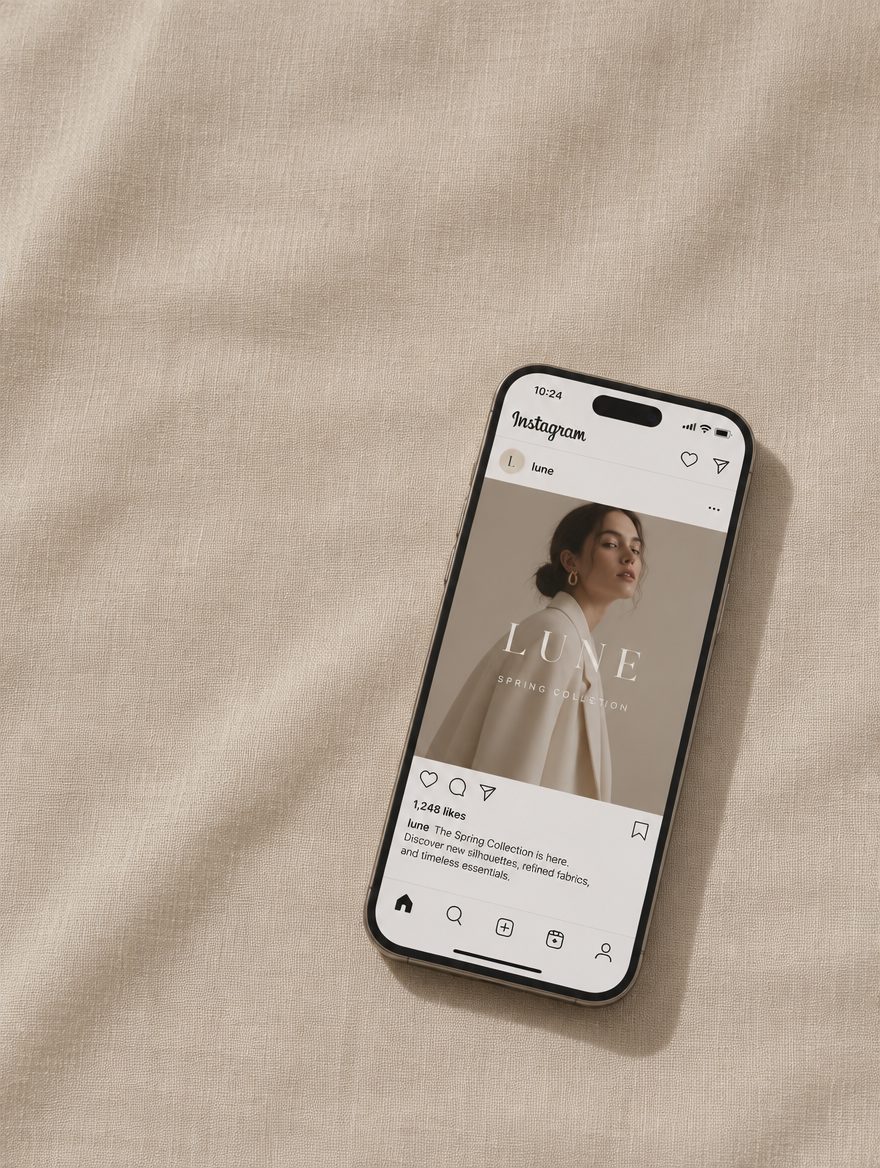 10:24
Instagram
L
lune
LUNE
SPRING COLLETION
1,248 likes
lune The Spring Collection is here.
Discover new silhouettes, refined fabrics,
and timeless essentials.